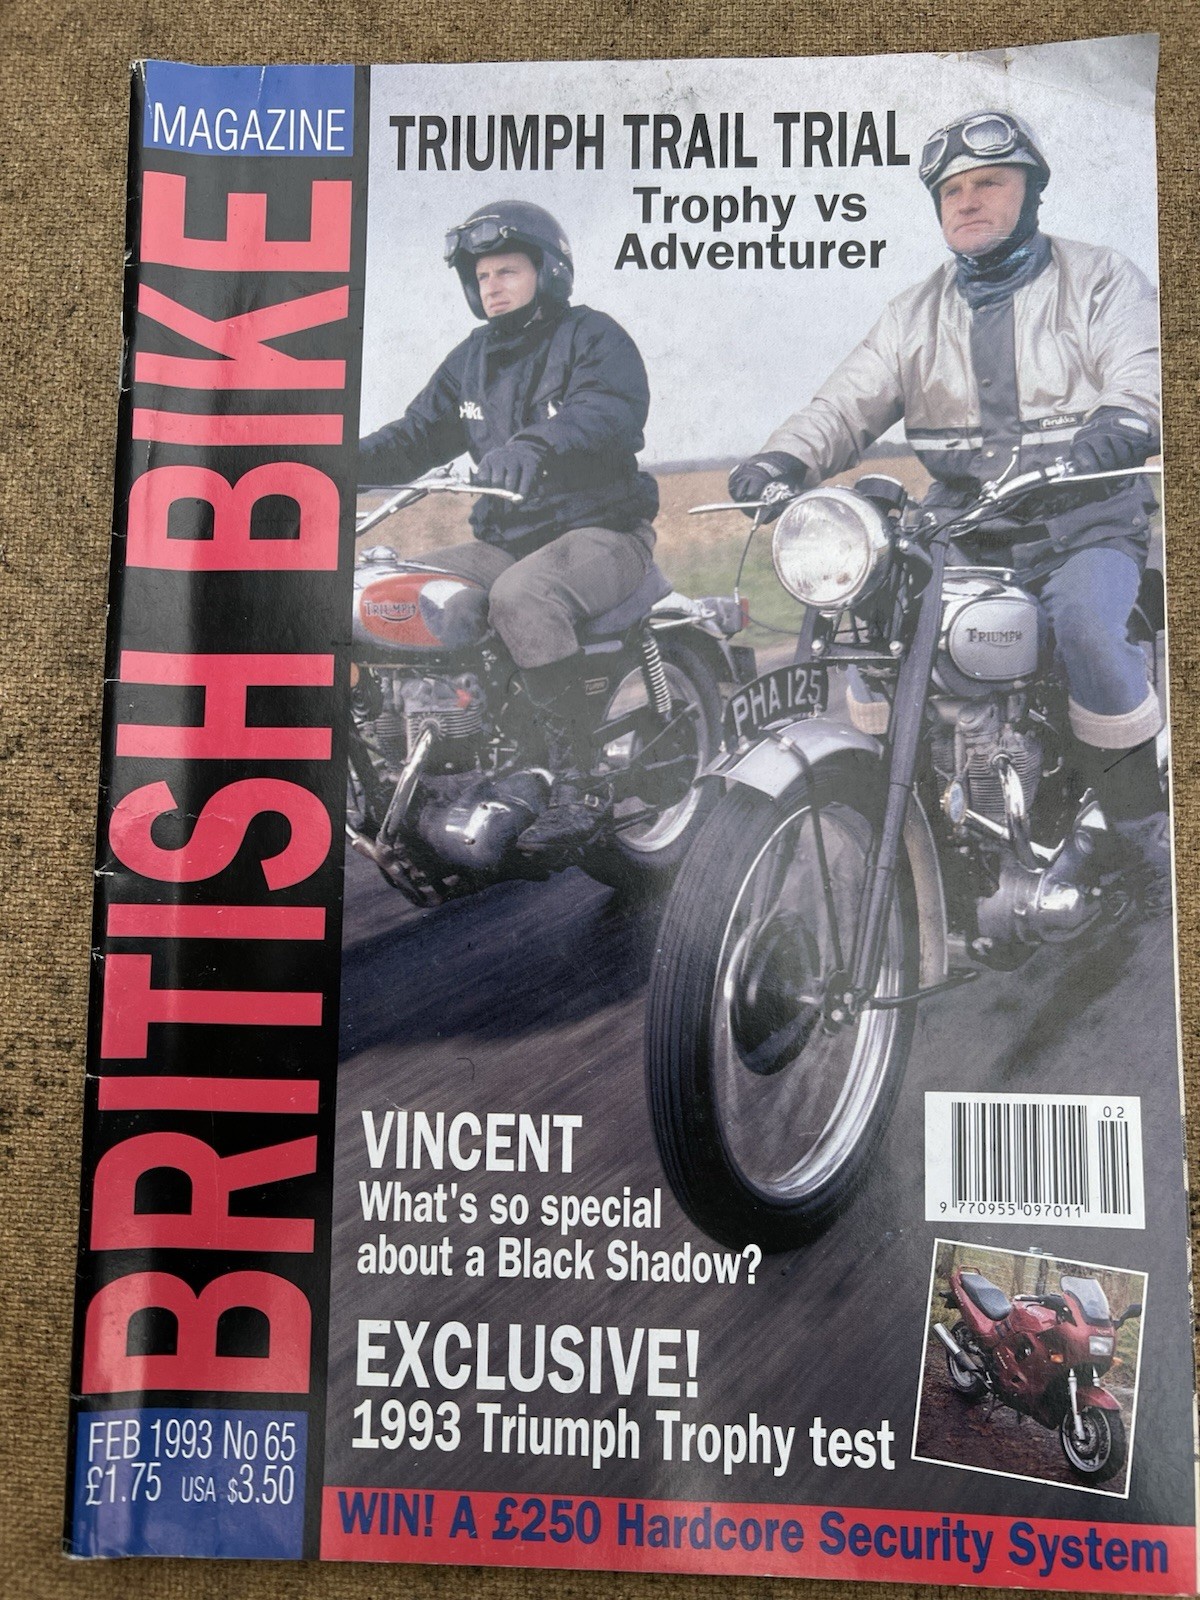 MAGAZINE
BRITISH BIKE
FEB 1993 No 65
£1.75 USA $3.50
TRIUMPH TRAIL TRIAL
Trophy vs
Adventurer
TRIUMPH
TRIUMPH
PHA 125
VINCENT
What's so special
about a Black Shadow?
EXCLUSIVE!
1993 Triumph Trophy test
02
9 770955 097011
WIN! A £250 Hardcore Security System